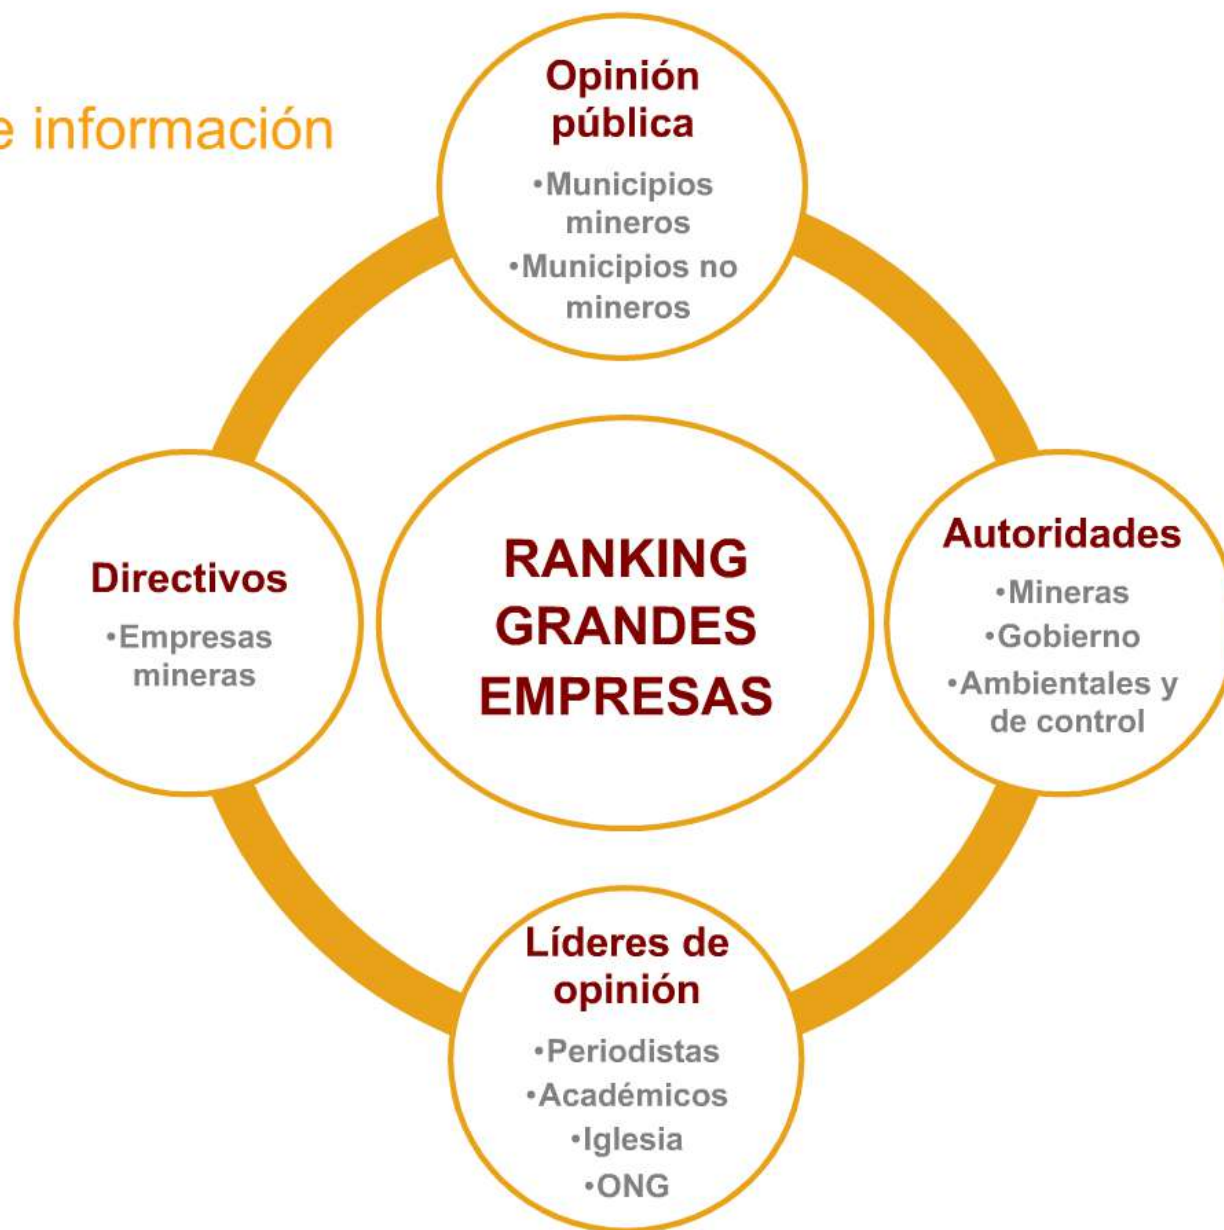 e información
Opinión
pública
•Municipios
mineros
•Municipios no
mineros
Directivos
•Empresas
mineras
RANKING
GRANDES
EMPRESAS
Autoridades
•Mineras
•Gobierno
•Ambientales y
de control
Líderes de
opinión
•Periodistas
•Académicos
•Iglesia
•ONG